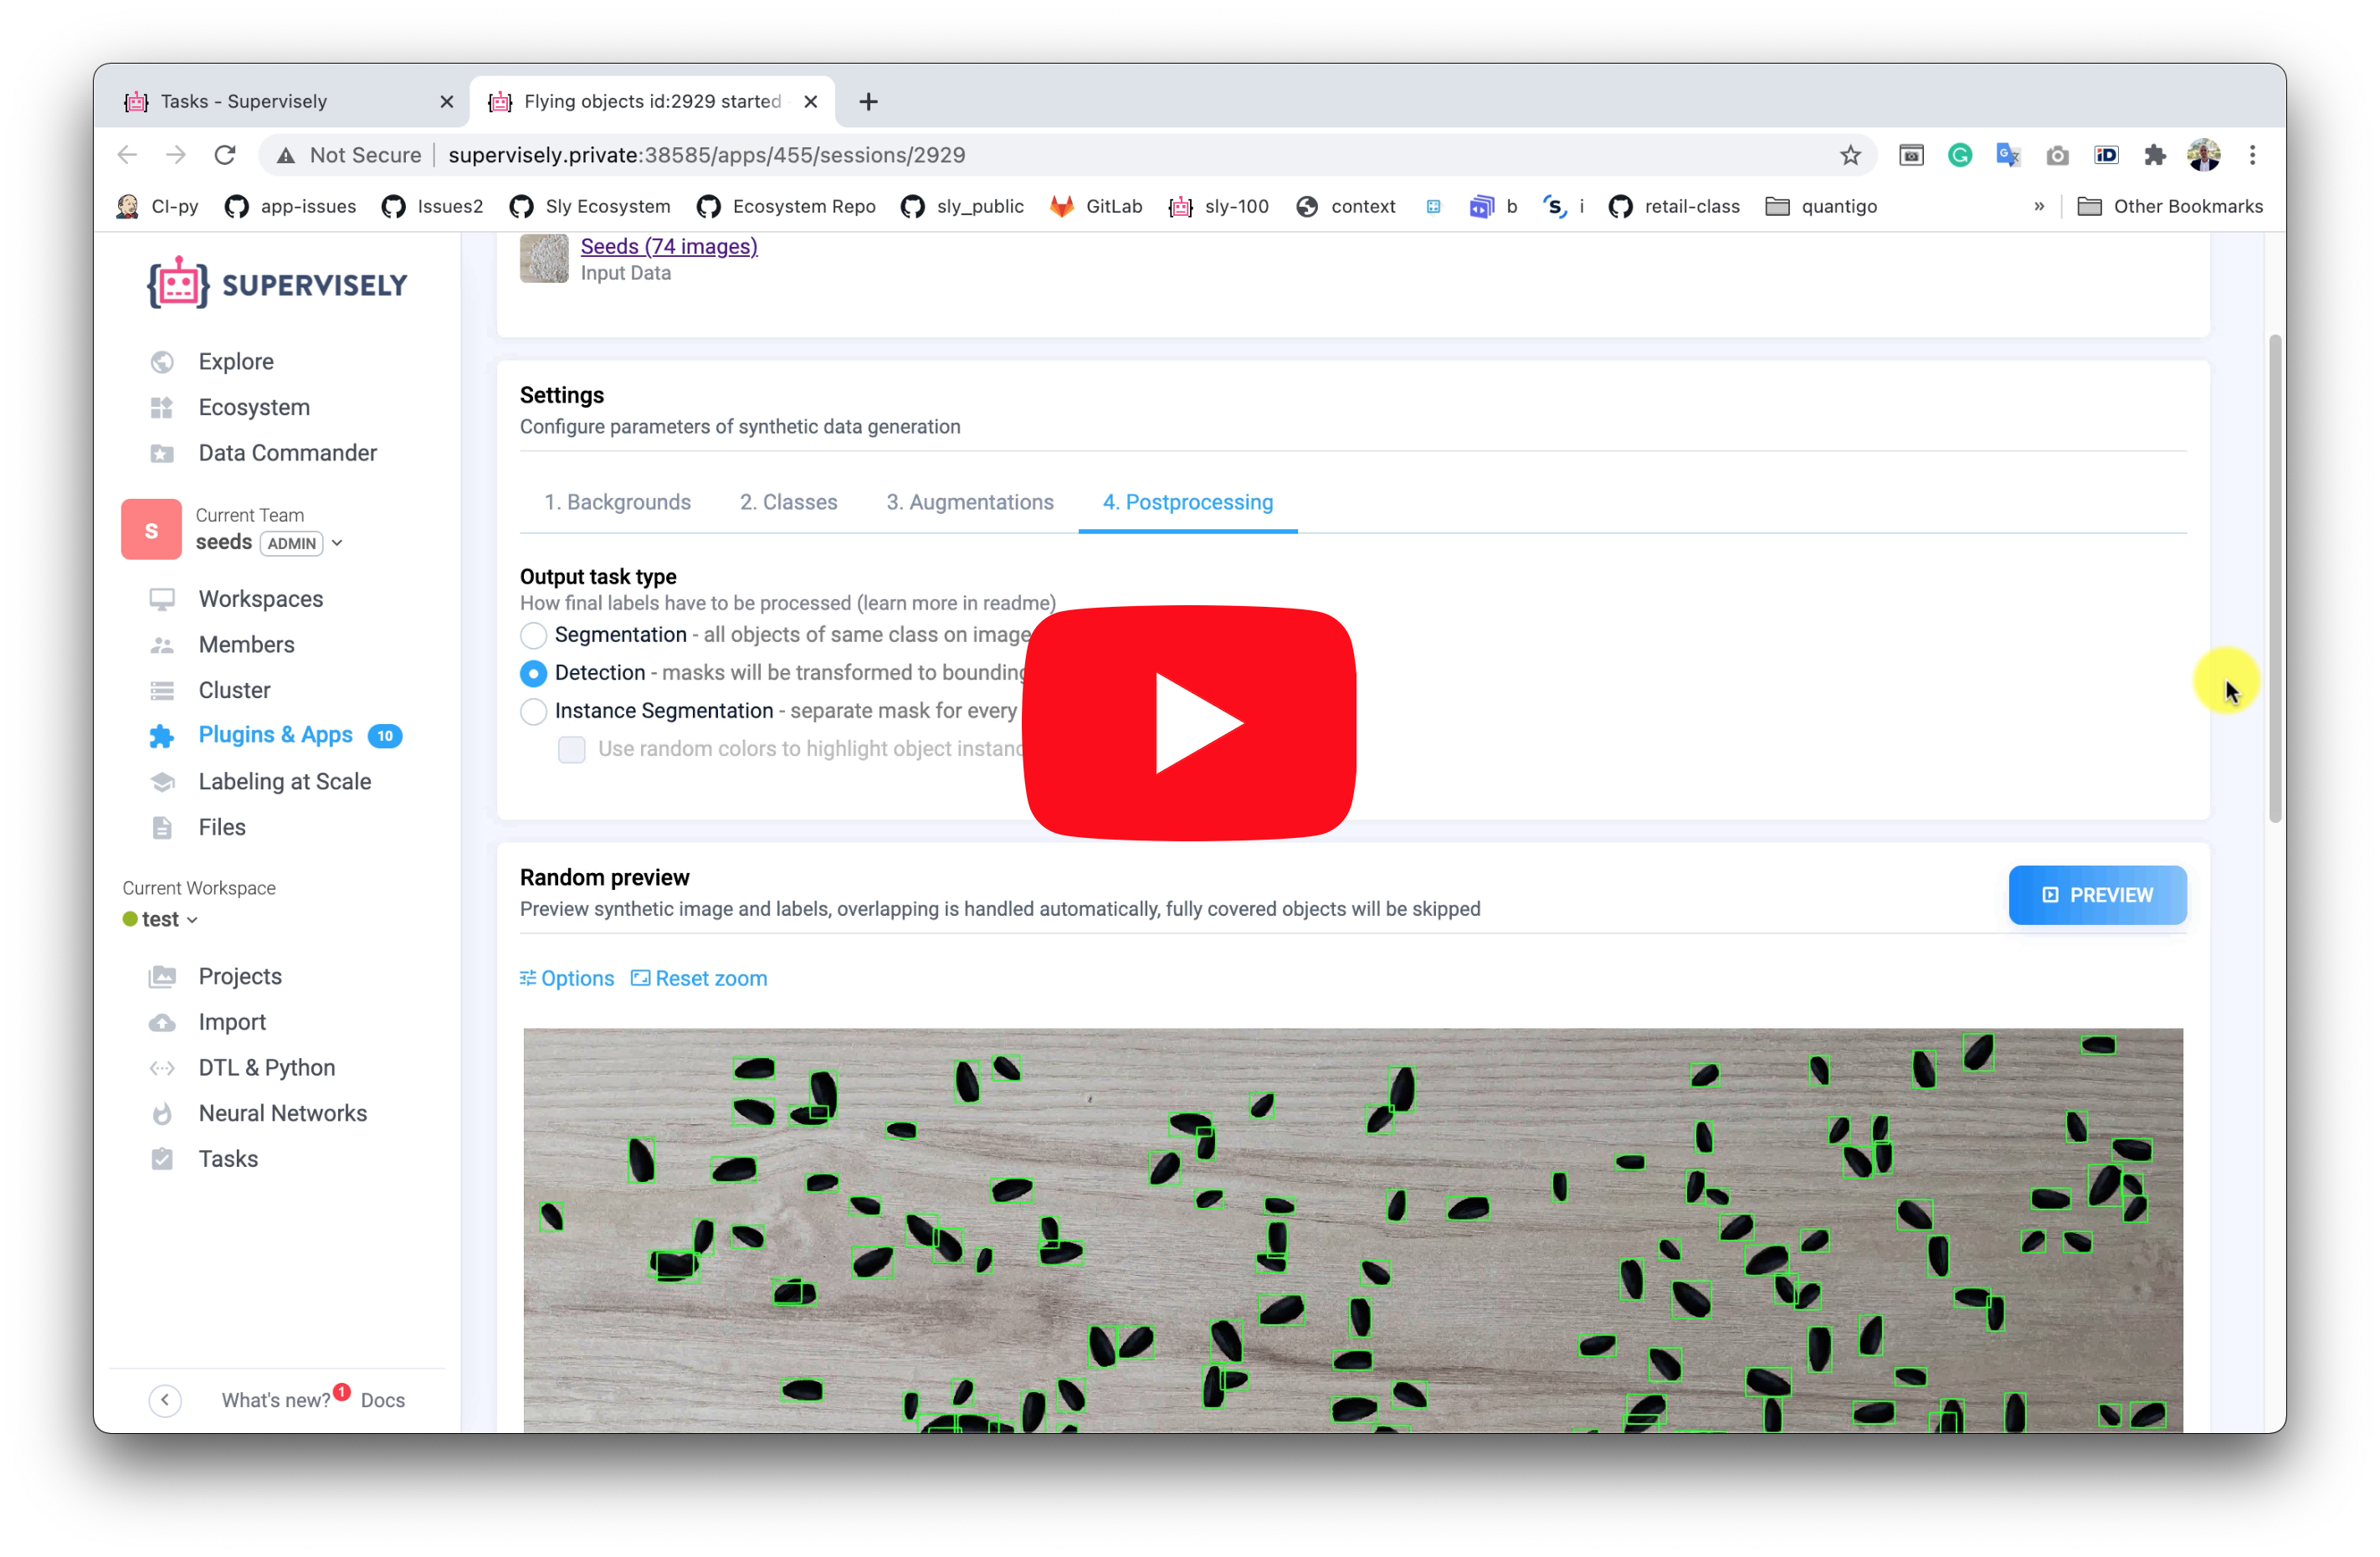 Tasks - Supervisely
Flying objects id:2929 started
Not Secure
supervisely.private:38585/apps/455/sessions/2929
CI-py
app-issues
Issues2
Sly Ecosystem
Ecosystem Repo
sly_public
GitLab
sly-100
context
b
i
retail-class
quantigo
»
Other Bookmarks
SUPERVISELY
Explore
Ecosystem
Data Commander
S
Current Team
seeds ADMIN
Workspaces
Members
Cluster
Plugins & Apps 10
Labeling at Scale
Files
Current Workspace
test
Projects
Import
DTL & Python
Neural Networks
Tasks
What's new? 1 Docs
Seeds (74 images)
Input Data
Settings
Configure parameters of synthetic data generation
1. Backgrounds
2. Classes
3. Augmentations
4. Postprocessing
Output task type
How final labels have to be processed (learn more in readme)
Segmentation - all objects of same class on image
Detection - masks will be transformed to bounding
Instance Segmentation - separate mask for every
Use random colors to highlight object
Random preview
Preview synthetic image and labels, overlapping is handled automatically, fully covered objects will be skipped
PREVIEW
Options
Reset zoom